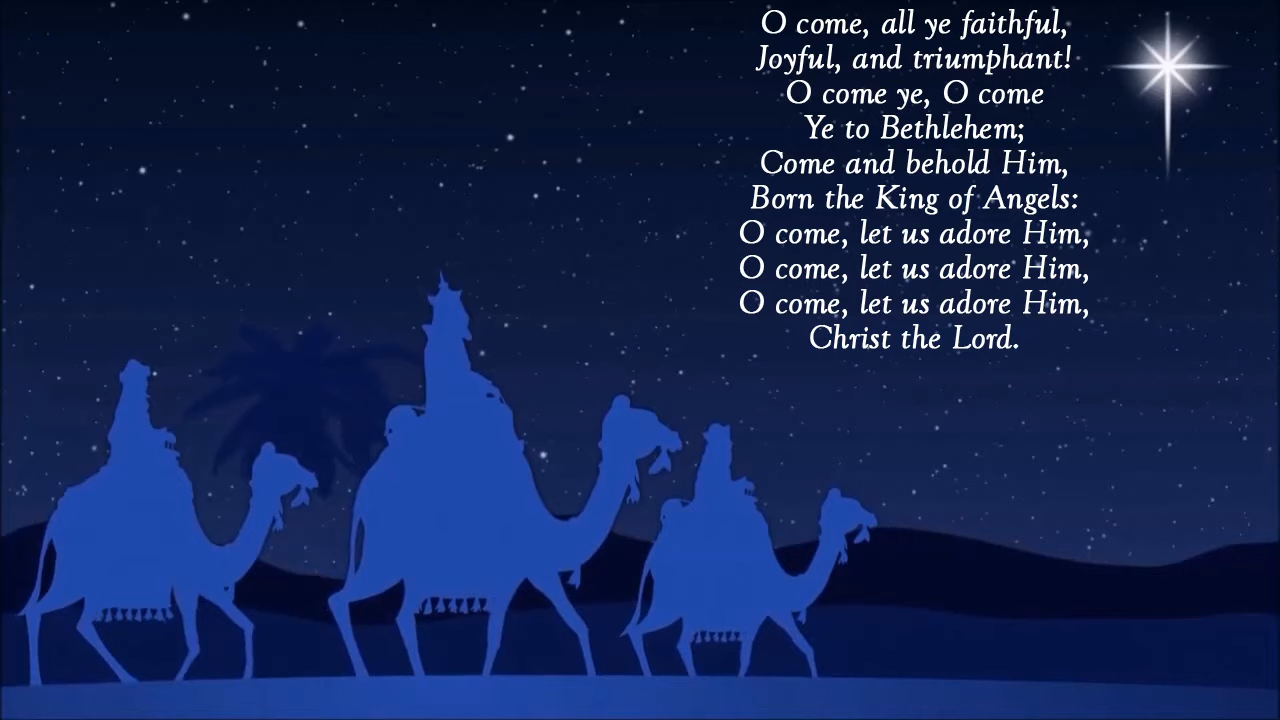 O come, all ye faithful,
Joyful, and triumphant!
O come ye, O come
Ye to Bethlehem;
Come and behold Him,
Born the King of Angels:
O come, let us adore Him,
O come, let us adore Him,
O come, let us adore Him,
Christ the Lord.